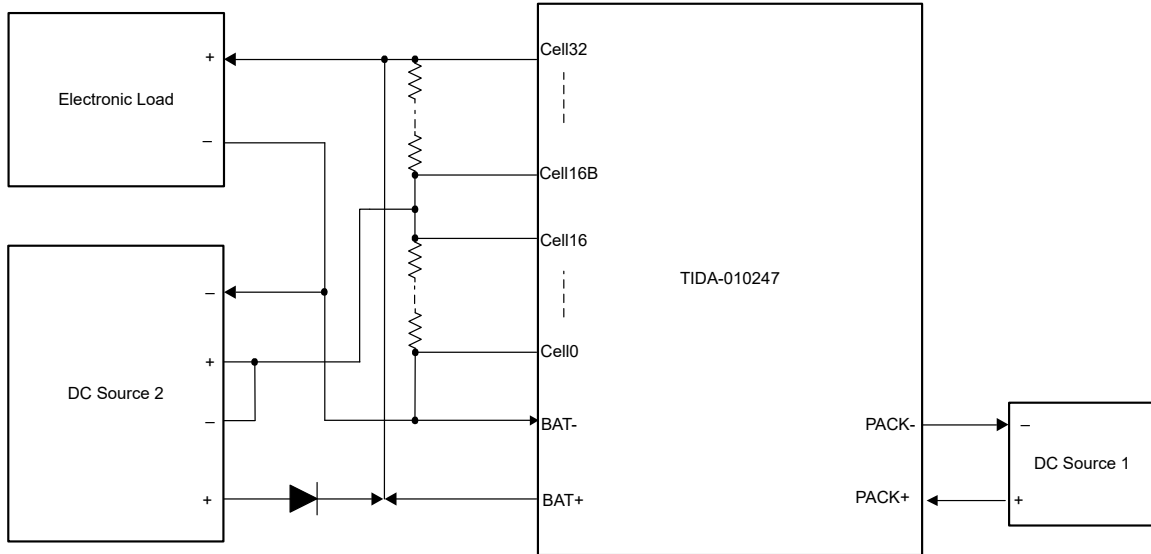 Electronic Load
+
–
DC Source 2
–
+
–
+
Cell32
Cell16B
Cell16
Cell0
BAT-
BAT+
TIDA-010247
PACK-
PACK+
–
DC Source 1
+